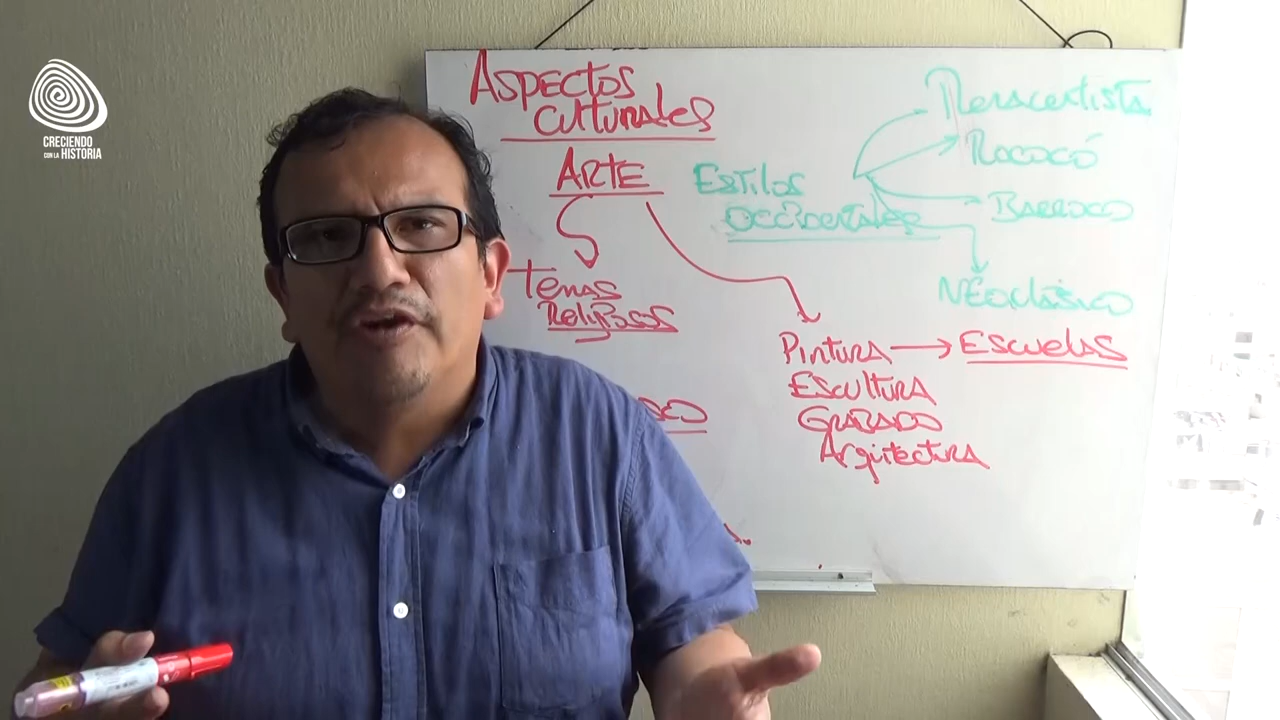 CRECIENDO
CON LA HISTORIA
ASPECTOS
CULTURALES
ARTE
TEMAS
RELIGIOSOS
ESTILOS
OCCIDENTALES
RENACENTISTA
ROCOCÓ
BARROCO
NEOCLÁSICO
PINTURA → ESCUELAS
ESCULTURA
GRABADO
ARQUITECTURA